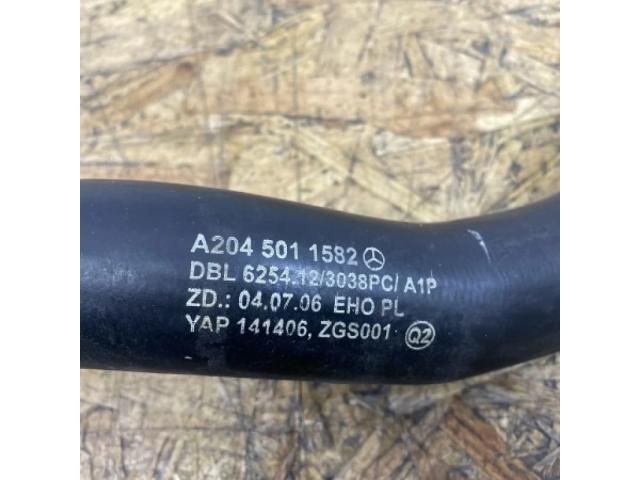 A204 501 1582
DBL 6254.12/3038PC/ A1P
ZD.: 04.07.06 EHO PL
YAP 141406, ZGS001 Q2